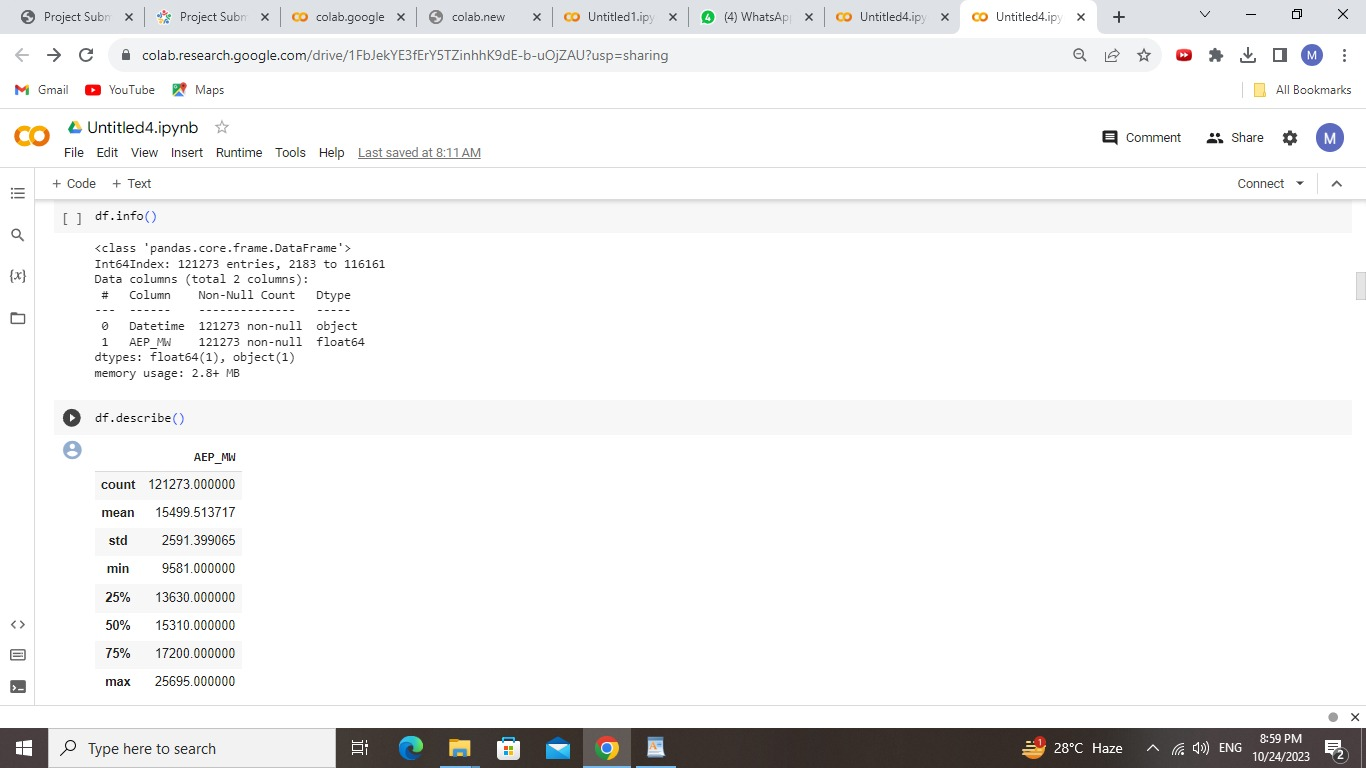 Project Subm
Project Subm
colab.google
colab.new
Untitled1.ipy
4
(4) WhatsAp
Untitled4.ipy
Untitled4.ipy
colab.research.google.com/drive/1FbJekYE3fErY5TZinhhK9dE-b-uOjZAU?usp=sharing
M
Gmail
YouTube
Maps
All Bookmarks
Untitled4.ipynb
File Edit View Insert Runtime Tools Help Last saved at 8:11 AM
Comment
Share
M
+ Code + Text
Connect
[ ] df.info()
<class 'pandas.core.frame.DataFrame'>
Int64Index: 121273 entries, 2183 to 116161
Data columns (total 2 columns):
# Column Non-Null Count Dtype
--- ------ -------------- -----
0 Datetime 121273 non-null object
1 AEP_MW 121273 non-null float64
dtypes: float64(1), object(1)
memory usage: 2.8+ MB
{x}
df.describe()
AEP_MW
count 121273.000000
mean 15499.513717
std 2591.399065
min 9581.000000
25% 13630.000000
50% 15310.000000
75% 17200.000000
max 25695.000000
Type here to search
1
28°C Haze
ENG
8:59 PM
10/24/2023
2